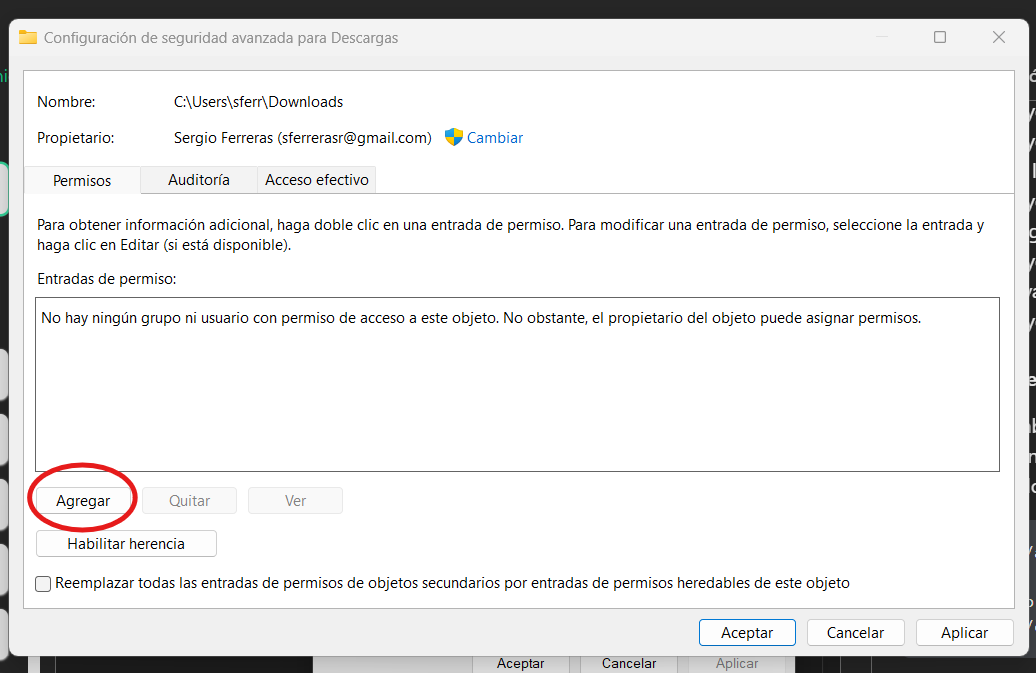 Configuración de seguridad avanzada para Descargas
Nombre: C:\Users\sferr\Downloads
Propietario: Sergio Ferreras (sferrerasr@gmail.com) Cambiar
Permisos Auditoría Acceso efectivo
Para obtener información adicional, haga doble clic en una entrada de permiso. Para modificar una entrada de permiso, seleccione la entrada y
haga clic en Editar (si está disponible).
Entradas de permiso:
No hay ningún grupo ni usuario con permiso de acceso a este objeto. No obstante, el propietario del objeto puede asignar permisos.
Agregar Quitar Ver
Habilitar herencia
Reemplazar todas las entradas de permisos de objetos secundarios por entradas de permisos heredables de este objeto
Aceptar Cancelar Aplicar
Aceptar Cancelar Aplicar